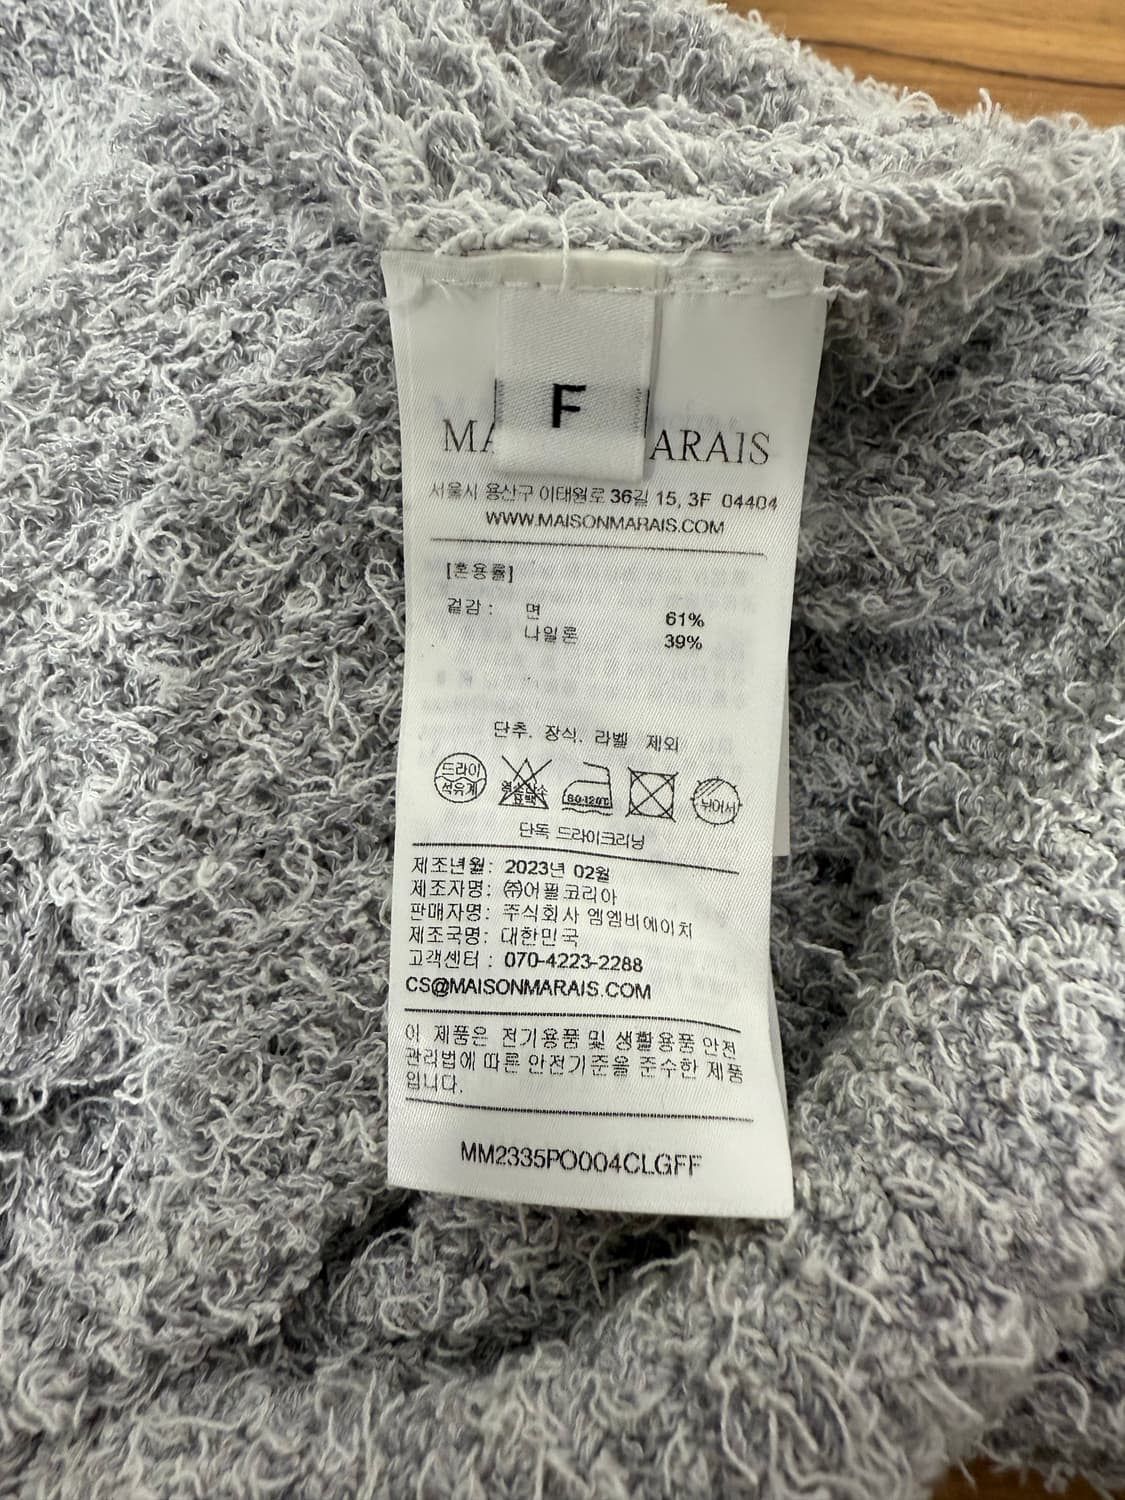 F
MA ARAIS
서울시 용산구 이태원로 36길 15, 3F 04404
WWW.MAISONMARAIS.COM
[혼용률]
겉감 : 면 61%
나일론 39%
단추. 장식. 라벨 제외
드라이
석유계
염소산소
표백
80-120℃
뉘어서
단독 드라이크리닝
제조년월: 2023년 02월
제조자명: ㈜어필코리아
판매자명: 주식회사 엠엠비에이치
제조국명: 대한민국
고객센터 : 070-4223-2288
CS@MAISONMARAIS.COM
이 제품은 전기용품 및 생활용품 안전
관리법에 따른 안전기준을 준수한 제품
입니다.
MM2335PO004CLGFF